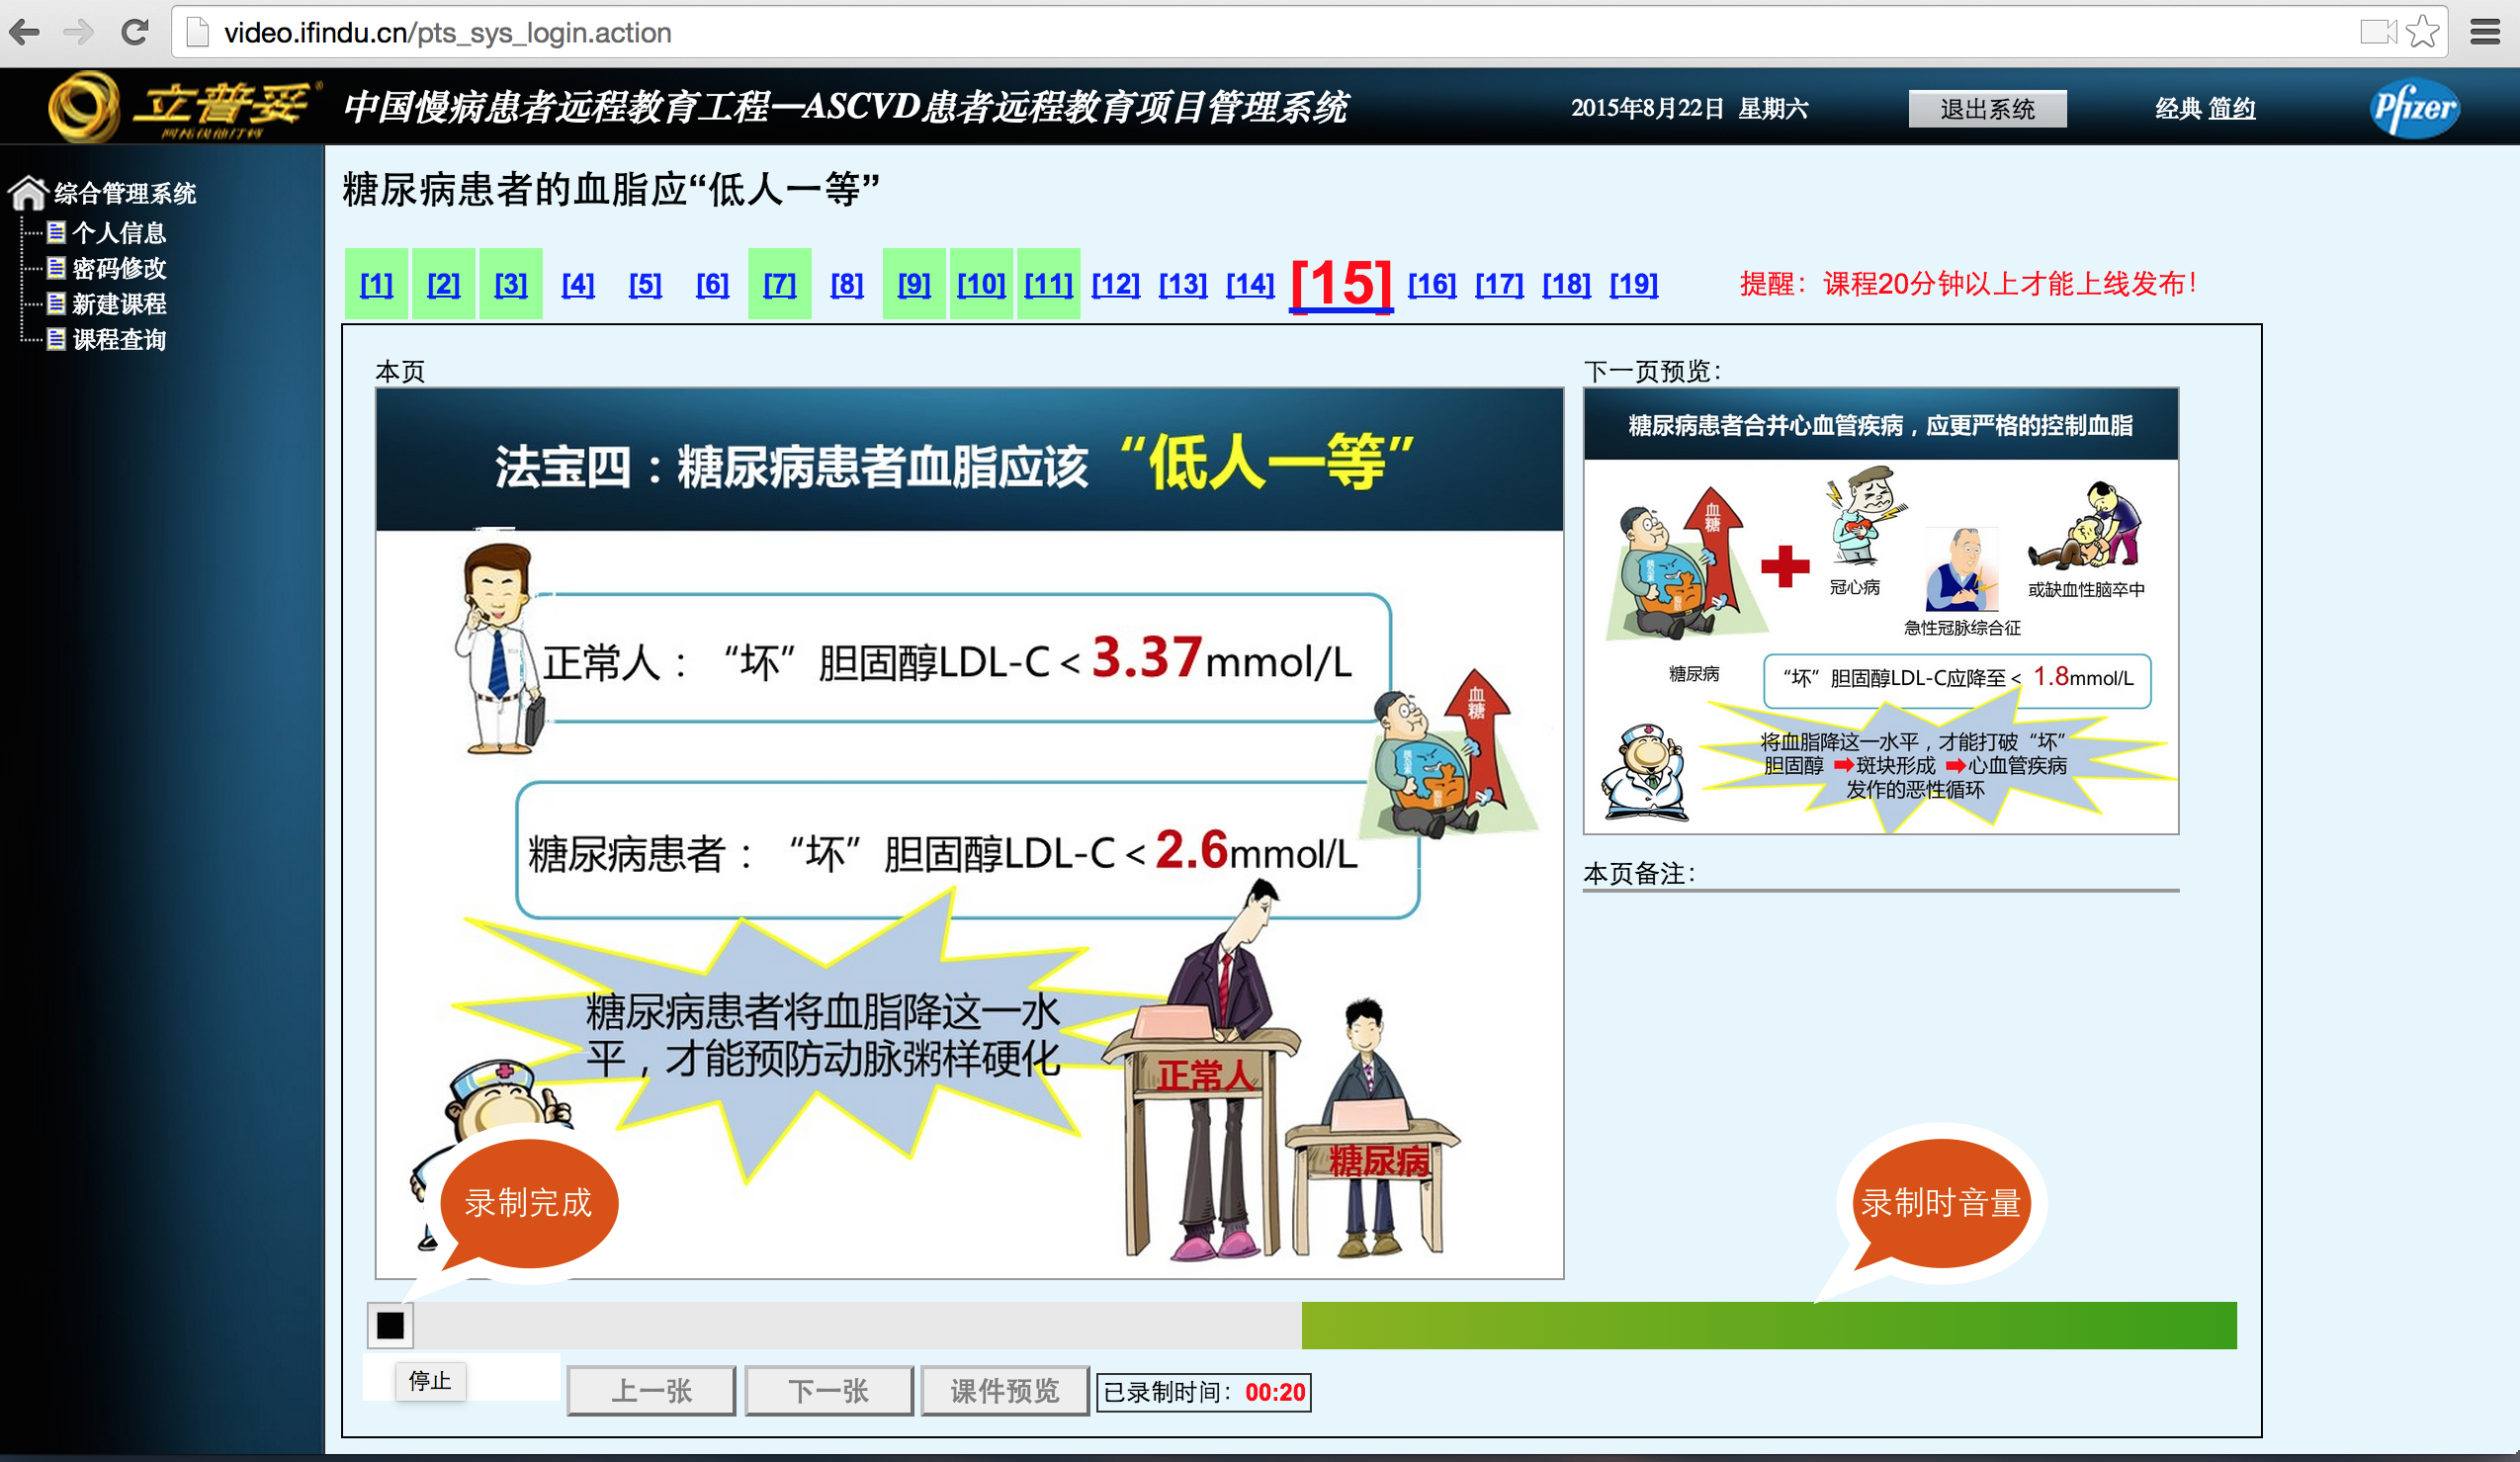 video.ifindu.cn/pts_sys_login.action
立普妥®
中国慢病患者远程教育工程—ASCVD患者远程教育项目管理系统
2015年8月22日 星期六
退出系统
经典 简约
Pfizer
综合管理系统
个人信息
密码修改
新建课程
课程查询
糖尿病患者的血脂应“低人一等”
[1] [2] [3] [4] [5] [6] [7] [8] [9] [10] [11] [12] [13] [14] [15] [16] [17] [18] [19]
提醒：课程20分钟以上才能上线发布！
本页
法宝四：糖尿病患者血脂应该“低人一等”
正常人：“坏”胆固醇LDL-C＜3.37mmol/L
血糖
糖尿病患者：“坏”胆固醇LDL-C＜2.6mmol/L
糖尿病患者将血脂降这一水
平，才能预防动脉粥样硬化
正常人
糖尿病
下一页预览：
糖尿病患者合并心血管疾病，应更严格的控制血脂
血糖
冠心病
或缺血性脑卒中
急性冠脉综合征
糖尿病
“坏”胆固醇LDL-C应降至＜1.8mmol/L
将血脂降这一水平，才能打破“坏”
胆固醇➡斑块形成➡心血管疾病
发作的恶性循环
本页备注：
录制完成
录制时音量
停止
上一张
下一张
课件预览
已录制时间：00:20